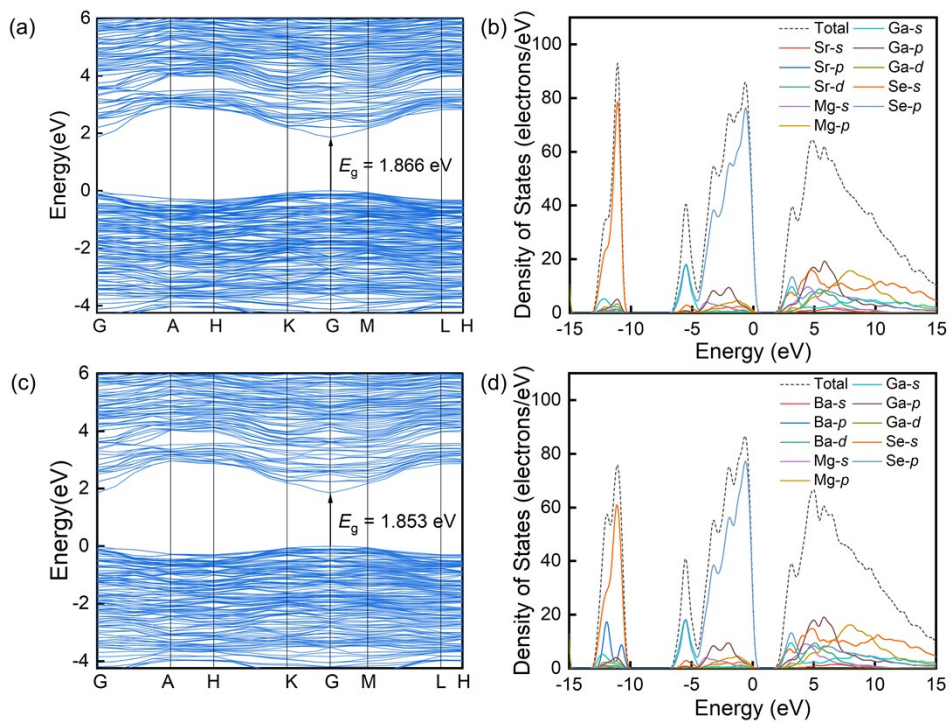 (a)
Energy(eV)
6
4
2
0
-2
-4
E_g = 1.866 eV
G A H K G M L H
(b)
Density of States (electrons/eV)
100
80
60
40
20
0
Total Ga-s
Sr-s Ga-p
Sr-p Ga-d
Sr-d Se-s
Mg-s Se-p
Mg-p
-15 -10 -5 0 5 10 15
Energy (eV)
(c)
Energy(eV)
6
4
2
0
-2
-4
E_g = 1.853 eV
G A H K G M L H
(d)
Density of States (electrons/eV)
100
80
60
40
20
0
Total Ga-s
Ba-s Ga-p
Ba-p Ga-d
Ba-d Se-s
Mg-s Se-p
Mg-p
-15 -10 -5 0 5 10 15
Energy (eV)